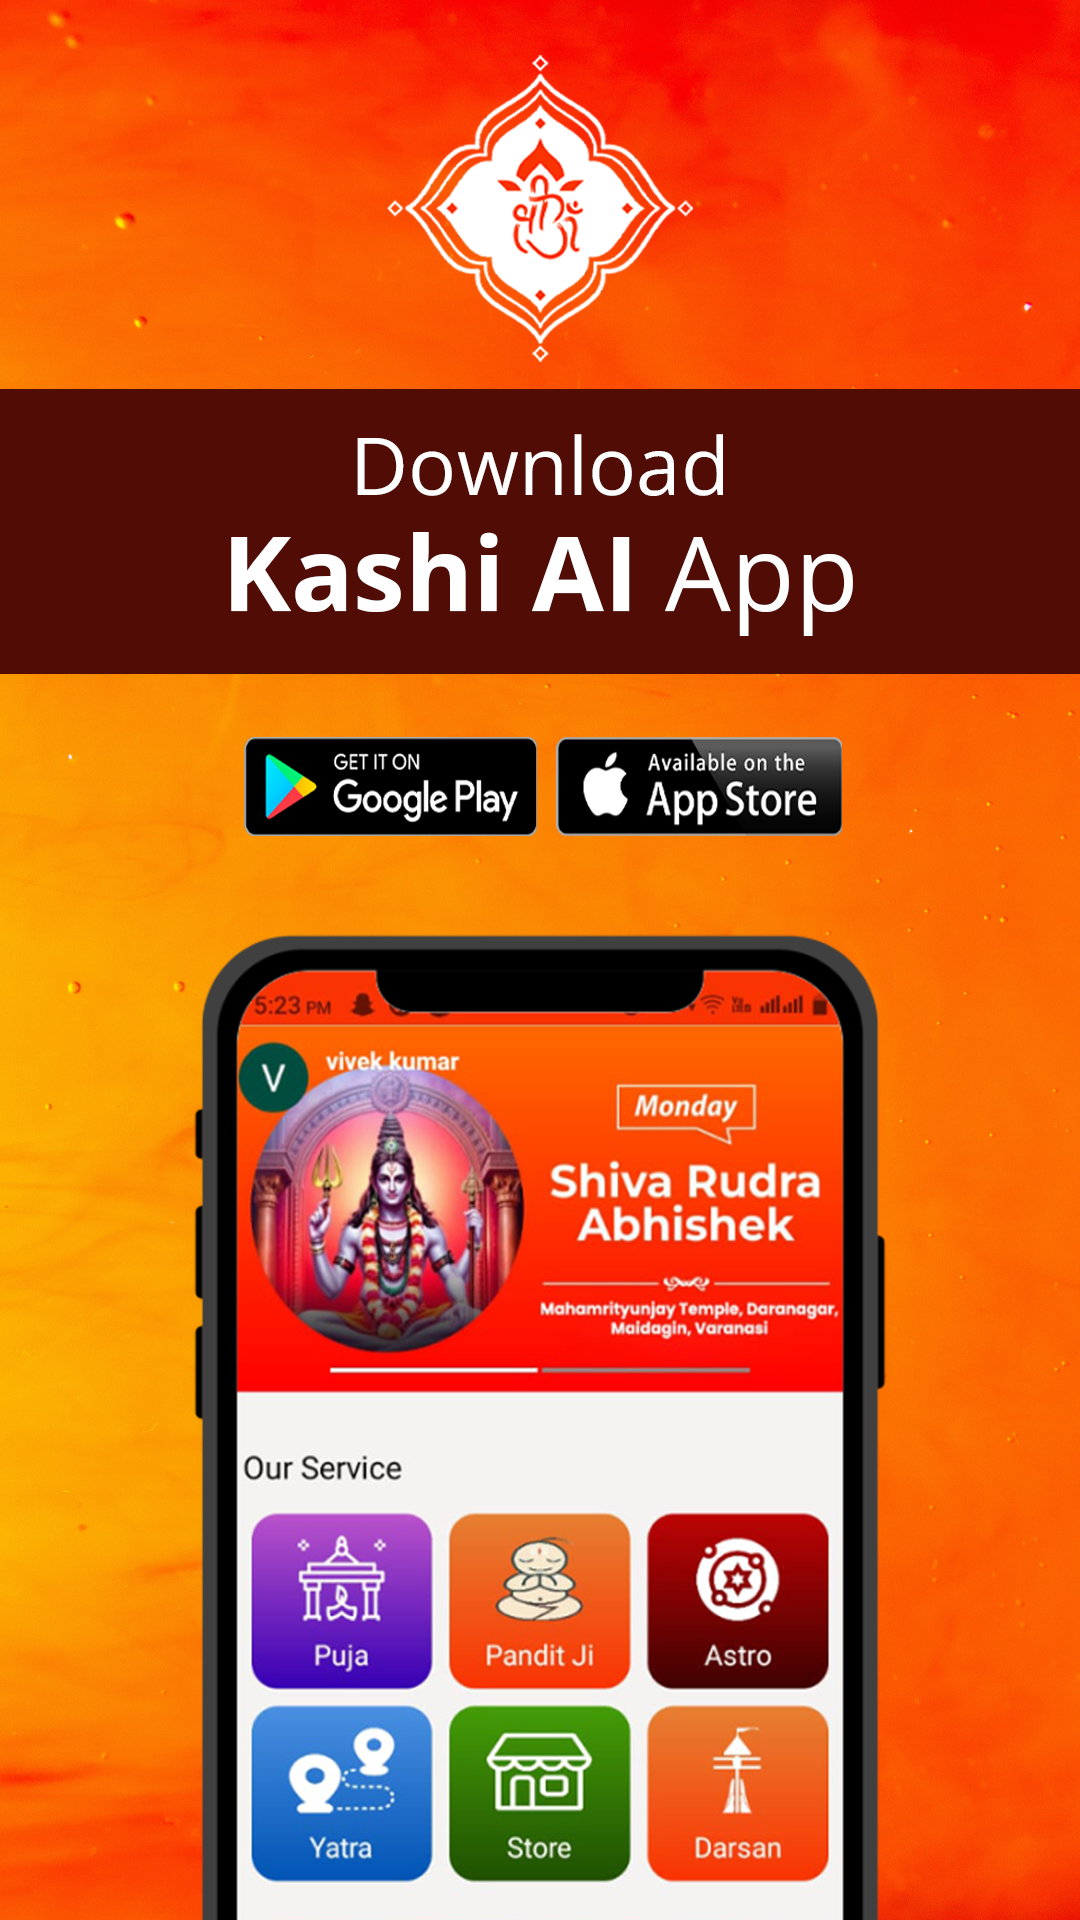 Download
Kashi AI App
GET IT ON
Google Play
Available on the
App Store
5:23 PM
V
vivek kumar
Monday
Shiva Rudra
Abhishek
Mahamrityunjay Temple, Daranagar,
Maidagin, Varanasi
Our Service
Puja
Pandit Ji
Astro
Yatra
Store
Darsan